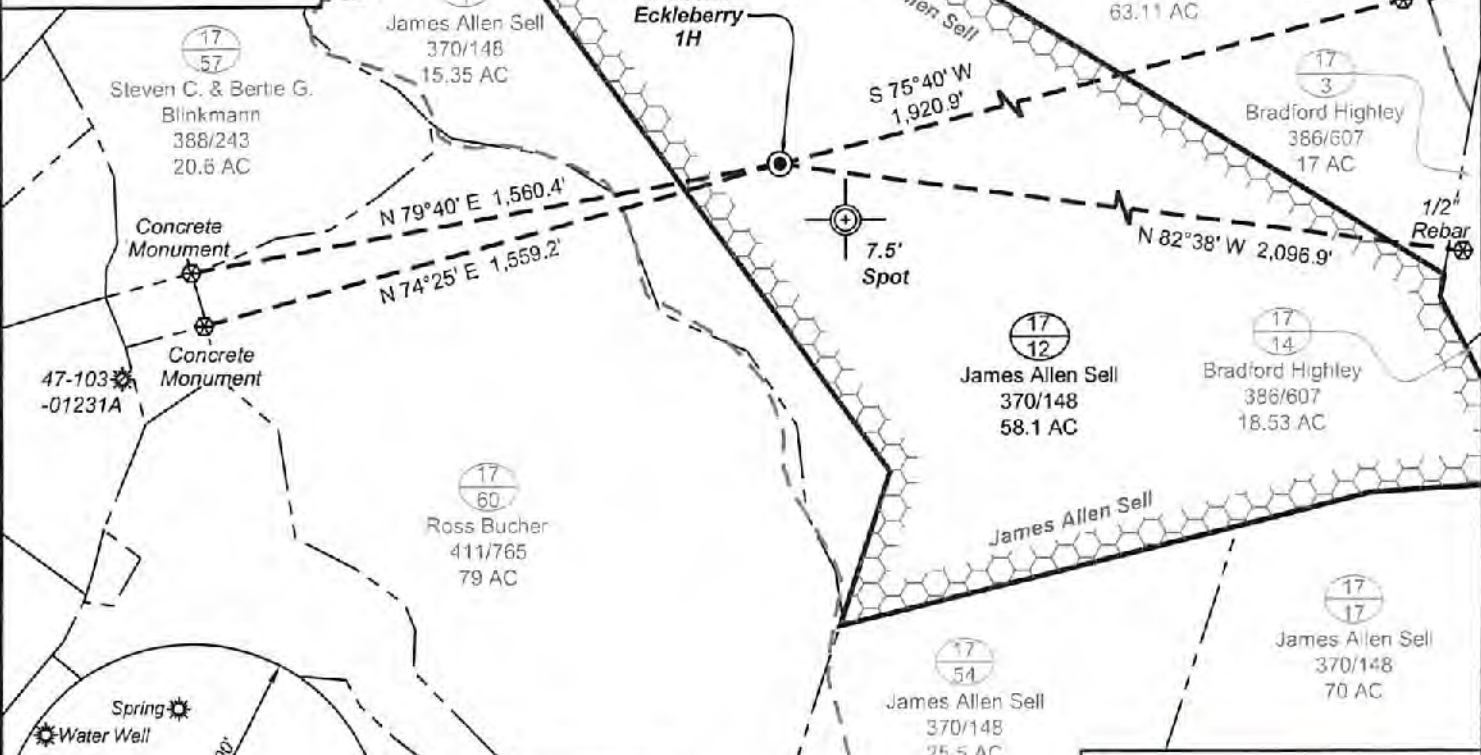 17
57
Steven C. & Bertie G.
Blinkmann
388/243
20.6 AC
James Allen Sell
370/148
15.35 AC
Eckleberry
1H
Sell
63.11 AC
17
3
Bradford Highley
386/607
17 AC
S 75°40' W
1,920.9'
N 79°40' E 1,560.4'
N 74°25' E 1,559.2'
N 82°38' W 2,096.9'
1/2"
Rebar
Concrete
Monument
7.5'
Spot
Concrete
Monument
47-103
-01231A
17
12
James Allen Sell
370/148
58.1 AC
17
14
Bradford Highley
386/607
18.53 AC
17
60
Ross Bucher
411/765
79 AC
James Allen Sell
17
54
James Allen Sell
370/148
25.5 AC
17
17
James Allen Sell
370/148
70 AC
Spring
Water Well